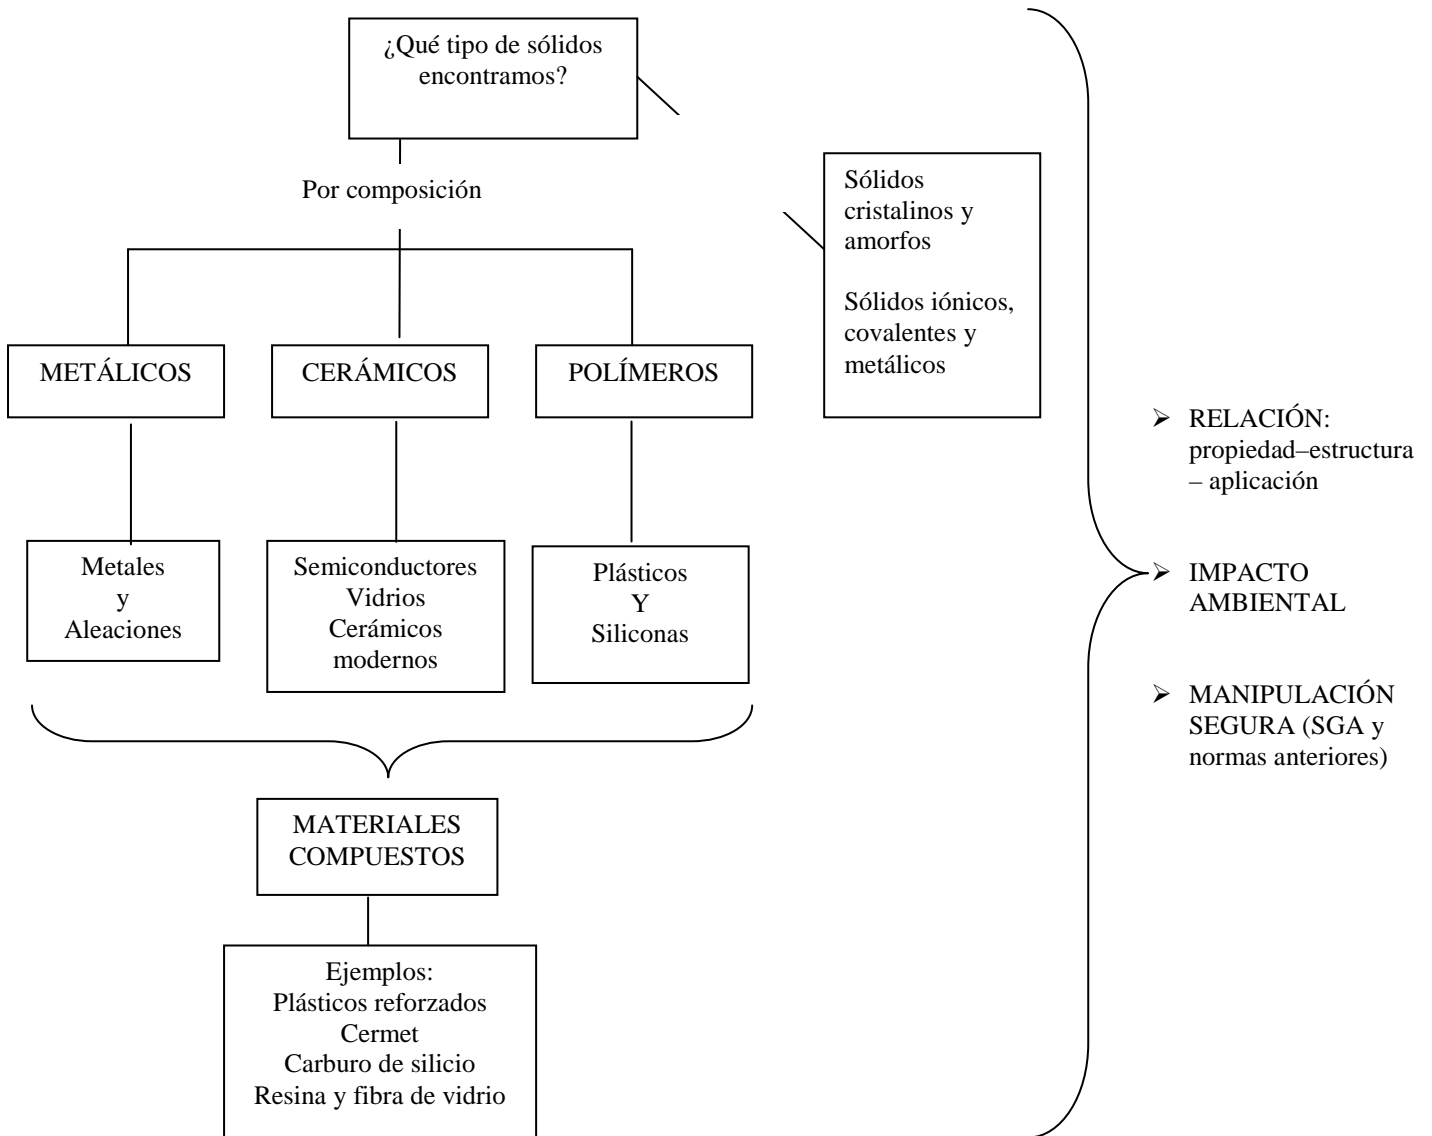 ¿Qué tipo de sólidos
encontramos?
Por composición
Sólidos
cristalinos y
amorfos
Sólidos iónicos,
covalentes y
metálicos
METÁLICOS
CERÁMICOS
POLÍMEROS
Metales
y
Aleaciones
Semiconductores
Vidrios
Cerámicos
modernos
Plásticos
Y
Siliconas
MATERIALES
COMPUESTOS
Ejemplos:
Plásticos reforzados
Cermet
Carburo de silicio
Resina y fibra de vidrio
➢ RELACIÓN:
propiedad–estructura
– aplicación
➢ IMPACTO
AMBIENTAL
➢ MANIPULACIÓN
SEGURA (SGA y
normas anteriores)